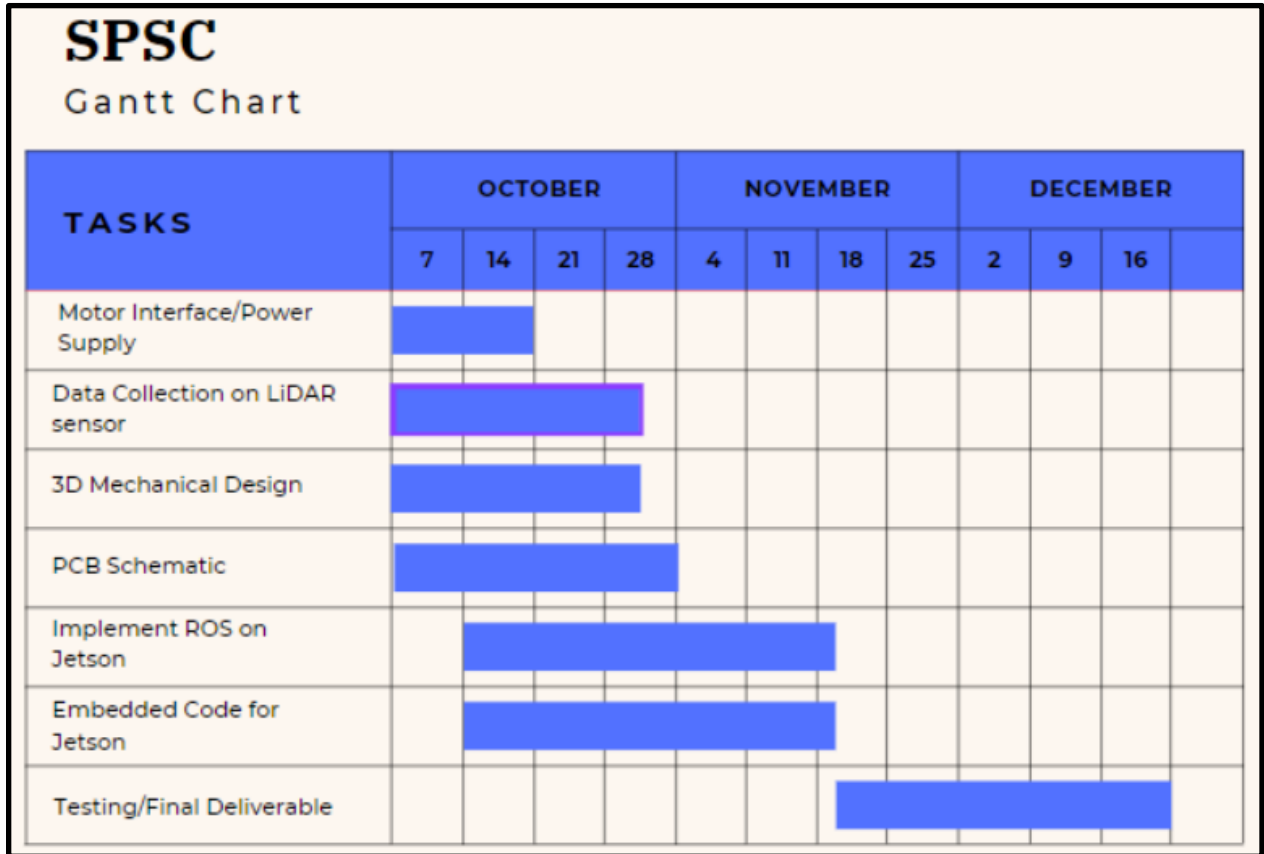 SPSC
Gantt Chart
TASKS
OCTOBER NOVEMBER DECEMBER
7 14 21 28 4 11 18 25 2 9 16
Motor Interface/Power
Supply
Data Collection on LiDAR
sensor
3D Mechanical Design
PCB Schematic
Implement ROS on
Jetson
Embedded Code for
Jetson
Testing/Final Deliverable